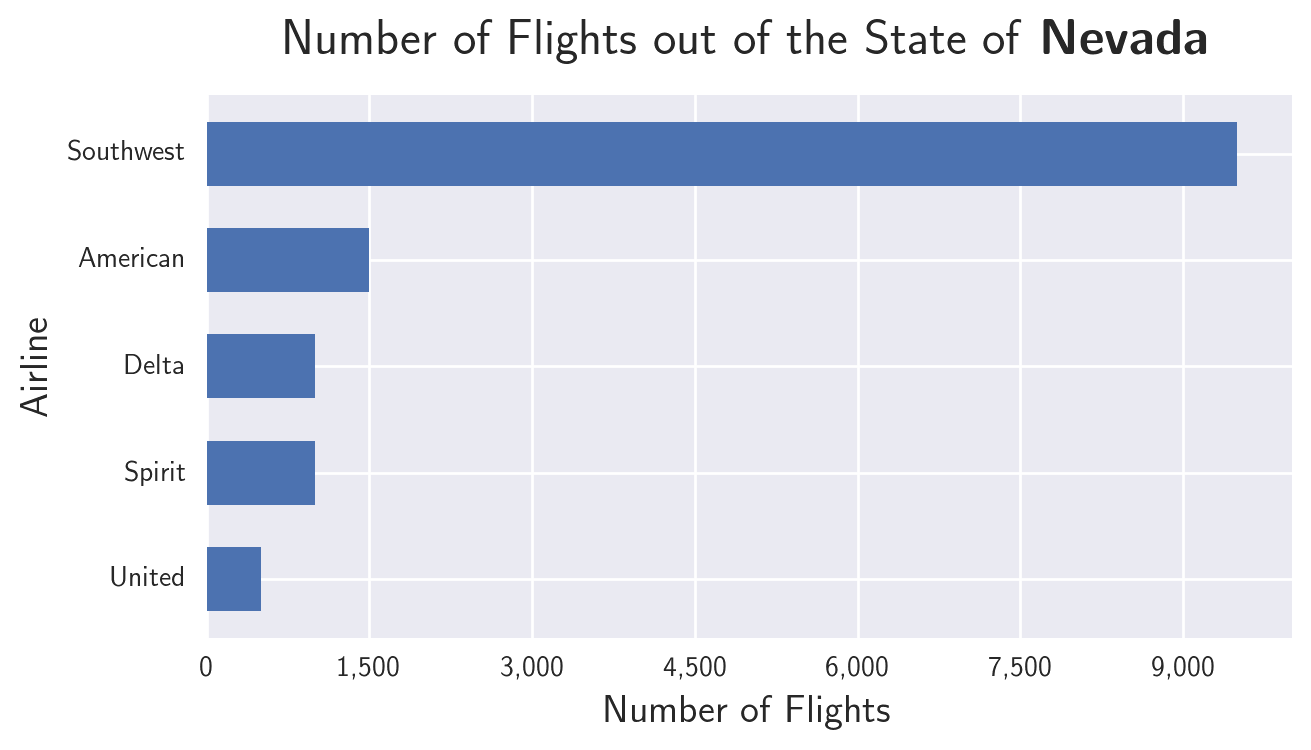 Number of Flights out of the State of Nevada
Southwest
American
Delta
Spirit
United
Airline
0 1,500 3,000 4,500 6,000 7,500 9,000
Number of Flights